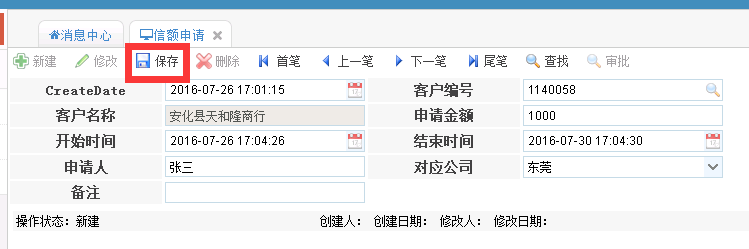 消息中心 信额申请
新建 修改 保存 删除 首笔 上一笔 下一笔 尾笔 查找 审批
CreateDate 2016-07-26 17:01:15 客户编号 1140058
客户名称 安化县天和隆商行 申请金额 1000
开始时间 2016-07-26 17:04:26 结束时间 2016-07-30 17:04:30
申请人 张三 对应公司 东莞
备注
操作状态：新建 创建人： 创建日期： 修改人： 修改日期：